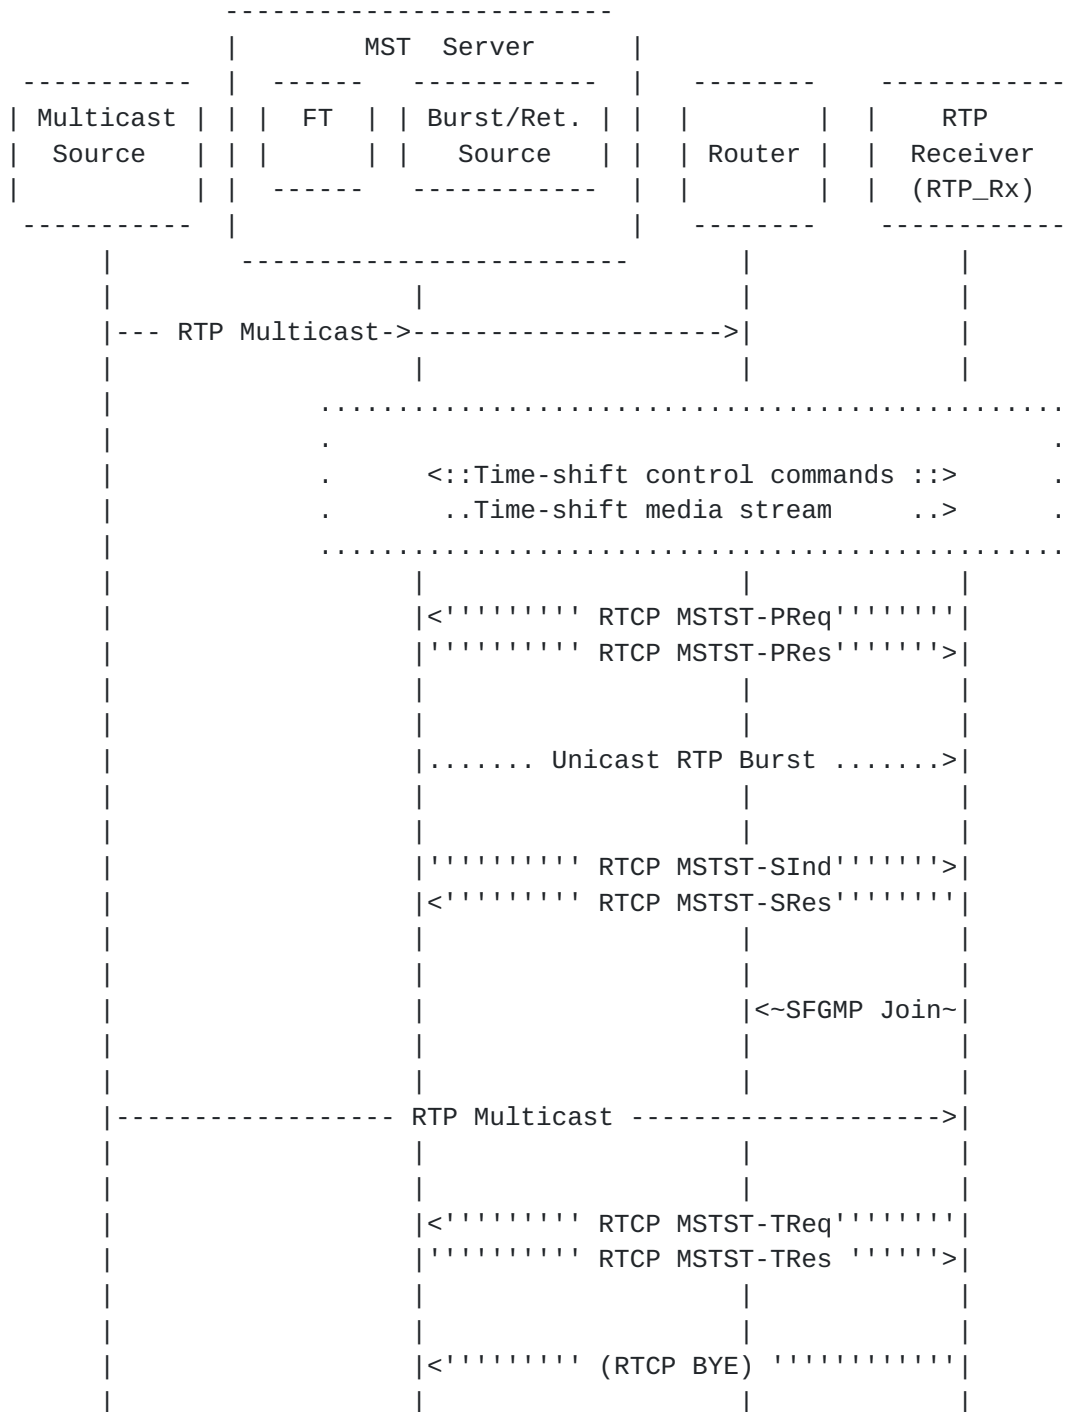 MST Server
Multicast FT Burst/Ret. RTP
Source Source Router Receiver
(RTP_Rx)
--- RTP Multicast->-------------------->
<::Time-shift control commands ::>
..Time-shift media stream ..>
<''''''''' RTCP MSTST-PReq''''''''
'''''''''' RTCP MSTST-PRes'''''''>
....... Unicast RTP Burst .......>
'''''''''' RTCP MSTST-SInd'''''''>
<''''''''' RTCP MSTST-SRes''''''''
<~SFGMP Join~
------------------ RTP Multicast -------------------->
<''''''''' RTCP MSTST-TReq''''''''
'''''''''' RTCP MSTST-TRes ''''''>
<''''''''' (RTCP BYE) ''''''''''''